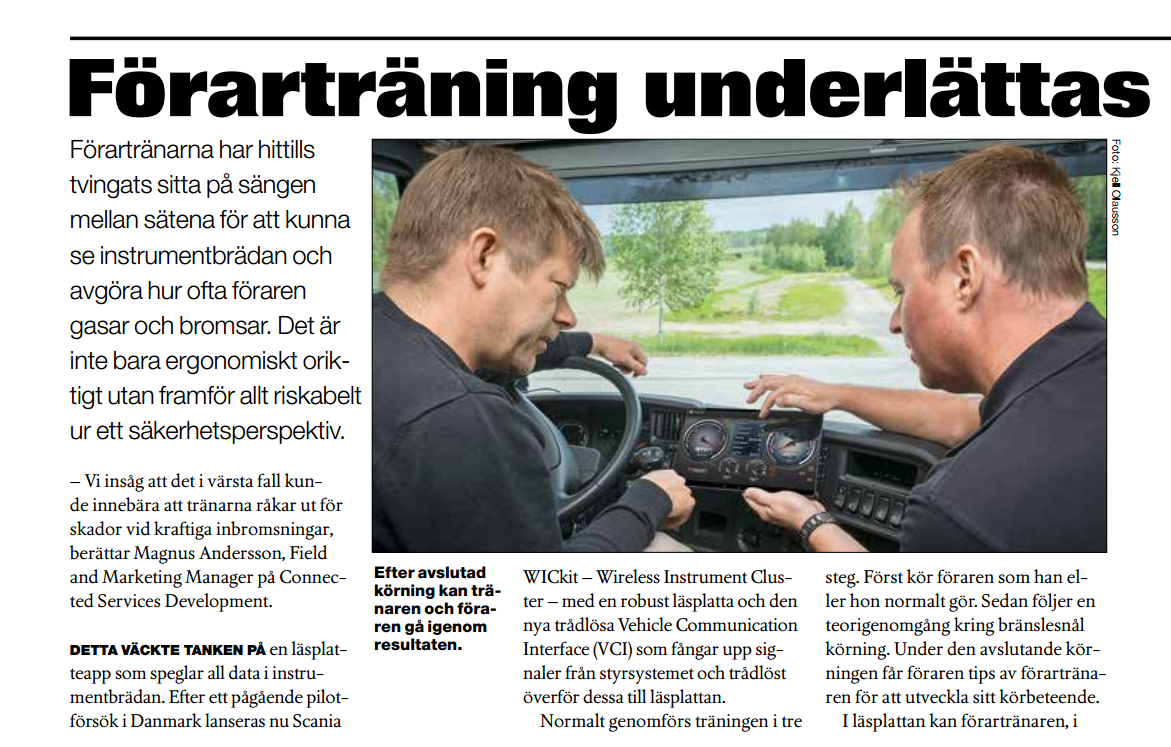 Förarträning underlättas
Förartränarna har hittills
tvingats sitta på sängen
mellan sätena för att kunna
se instrumentbrädan och
avgöra hur ofta föraren
gasar och bromsar. Det är
inte bara ergonomiskt orik-
tigt utan framför allt riskabelt
ur ett säkerhetsperspektiv.
– Vi insåg att det i värsta fall kun-
de innebära att tränarna råkar ut för
skador vid kraftiga inbromsningar,
berättar Magnus Andersson, Field
and Marketing Manager på Connec-
ted Services Development.
DETTA VÄCKTE TANKEN PÅ en läsplat-
teapp som speglar all data i instru-
mentbrädan. Efter ett pågående pilot-
försök i Danmark lanseras nu Scania
Foto: Kjell Olausson
Efter avslutad
körning kan trä-
naren och föra-
ren gå igenom
resultaten.
WICkit – Wireless Instrument Clus-
ter – med en robust läsplatta och den
nya trådlösa Vehicle Communication
Interface (VCI) som fångar upp sig-
naler från styrsystemet och trådlöst
överför dessa till läsplattan.
Normalt genomförs träningen i tre
steg. Först kör föraren som han el-
ler hon normalt gör. Sedan följer en
teorigenomgång kring bränslesnål
körning. Under den avslutande kör-
ningen får föraren tips av förarträna-
ren för att utveckla sitt körbeteende.
I läsplattan kan förartränaren, i